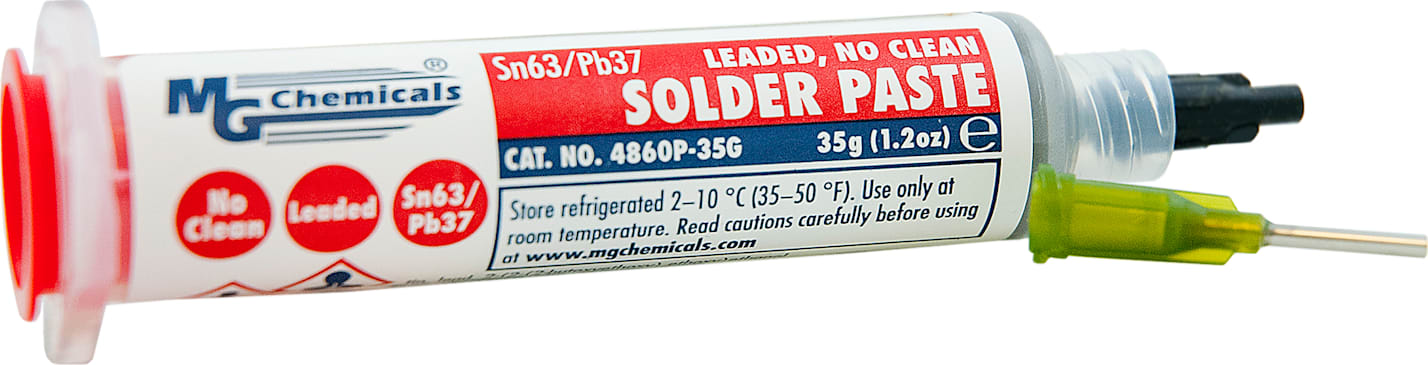 MG Chemicals ®
No
Clean
Leaded
Sn63/
Pb37
Sn63/Pb37 LEADED, NO CLEAN
SOLDER PASTE
CAT. NO. 4860P-35G 35g (1.2oz) ℮
Store refrigerated 2–10 °C (35–50 °F). Use only at
room temperature. Read cautions carefully before using
at www.mgchemicals.com